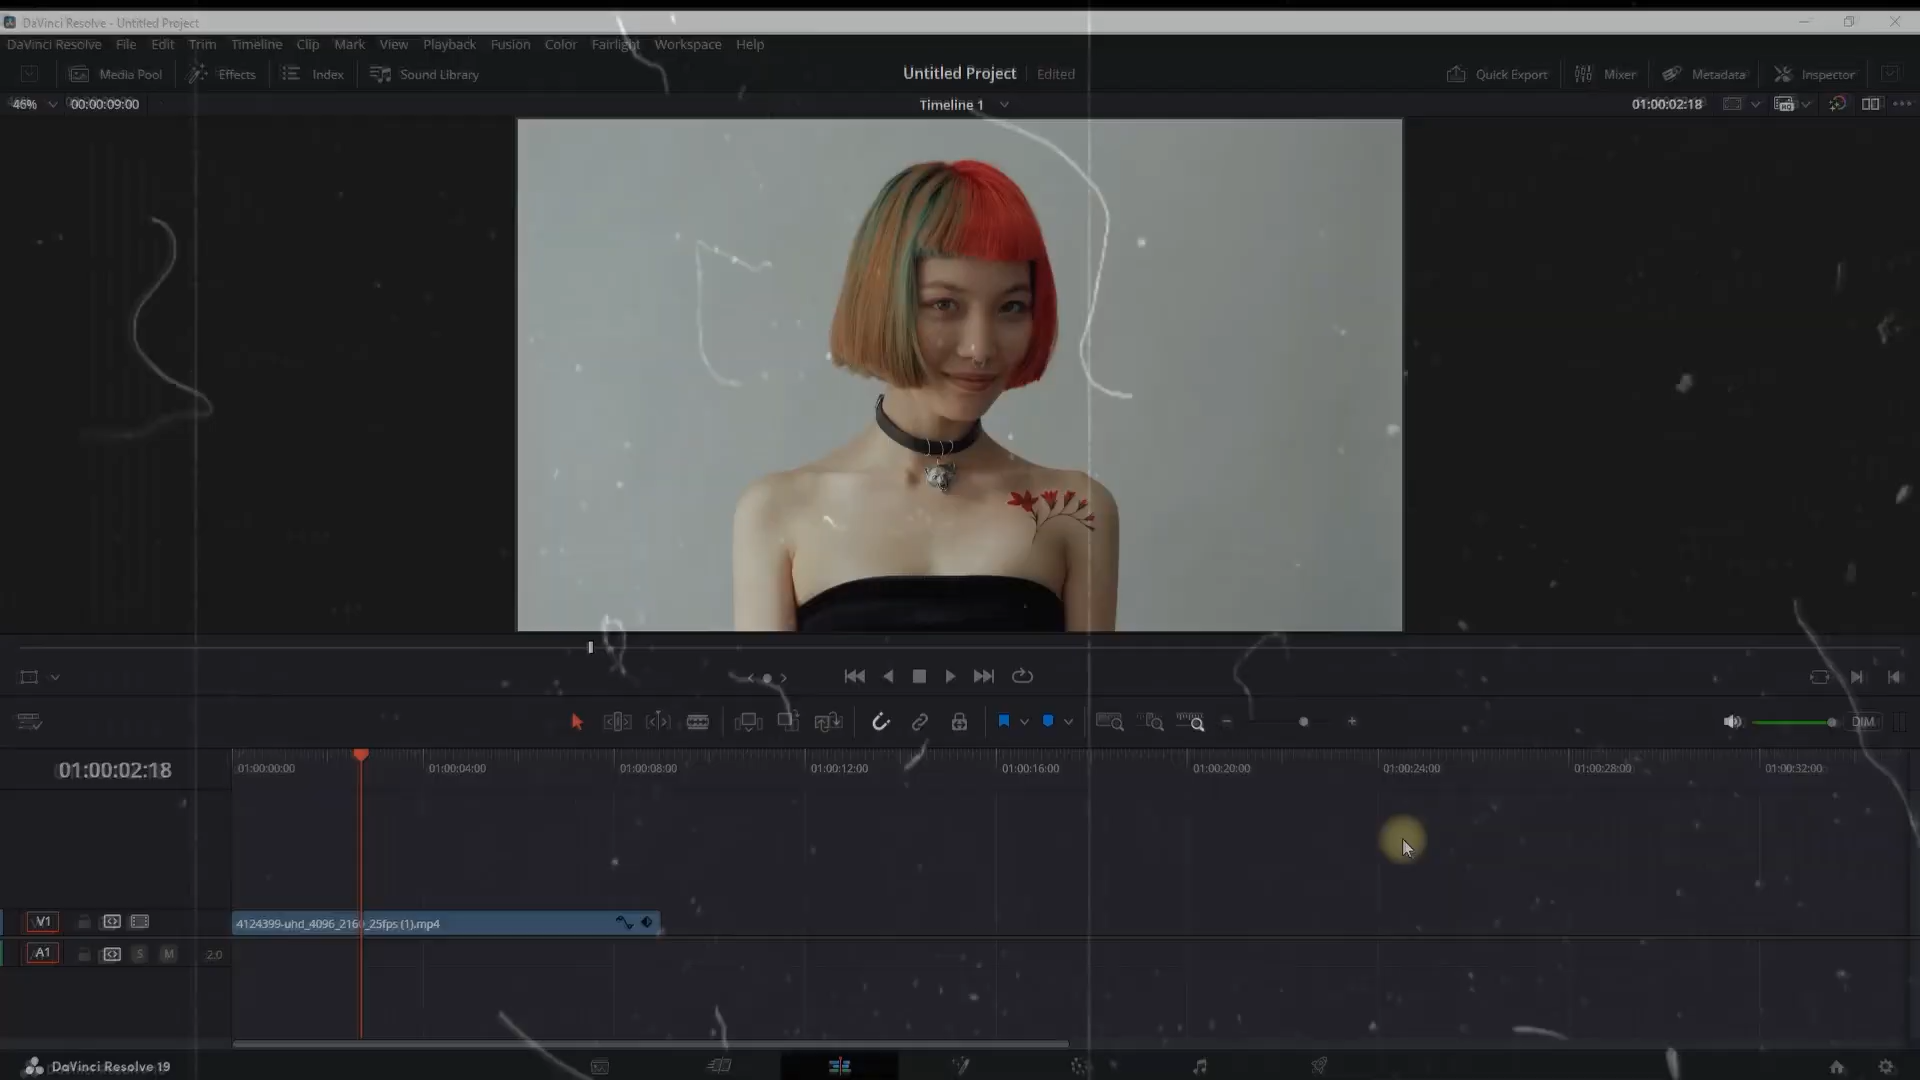 DaVinci Resolve - Untitled Project
DaVinci Resolve File Edit Trim Timeline Clip Mark View Playback Fusion Color Fairlight Workspace Help
Media Pool Effects Index Sound Library Untitled Project Edited Quick Export Mixer Metadata Inspector
46% 00:00:09:00 Timeline 1 01:00:02:18
DIM
01:00:02:18 01:00:00:00 01:00:04:00 01:00:08:00 01:00:12:00 01:00:16:00 01:00:20:00 01:00:24:00 01:00:28:00 01:00:32:00
V1 4124399-uhd_4096_2160_25fps (1).mp4
A1 S M 2.0
DaVinci Resolve 19